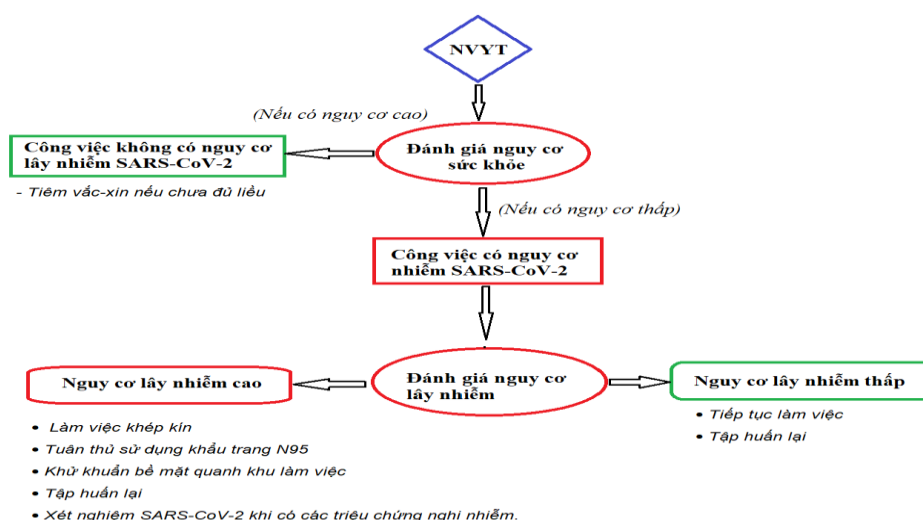 NVYT
(Nếu có nguy cơ cao)
Đánh giá nguy cơ
sức khỏe
Công việc không có nguy cơ
lây nhiễm SARS-CoV-2
- Tiêm vắc-xin nếu chưa đủ liều
(Nếu có nguy cơ thấp)
Công việc có nguy cơ
nhiễm SARS-CoV-2
Đánh giá nguy cơ
lây nhiễm
Nguy cơ lây nhiễm cao
• Làm việc khép kín
• Tuân thủ sử dụng khẩu trang N95
• Khử khuẩn bề mặt quanh khu làm việc
• Tập huấn lại
• Xét nghiệm SARS-CoV-2 khi có các triệu chứng nghi nhiễm.
Nguy cơ lây nhiễm thấp
• Tiếp tục làm việc
• Tập huấn lại